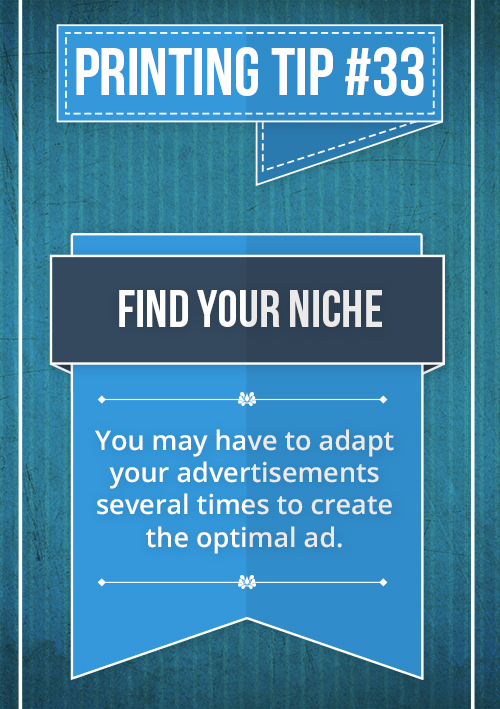 PRINTING TIP #33
FIND YOUR NICHE
You may have to adapt
your advertisements
several times to create
the optimal ad.